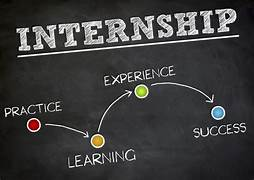 INTERNSHIP
EXPERIENCE
PRACTICE
SUCCESS
LEARNING